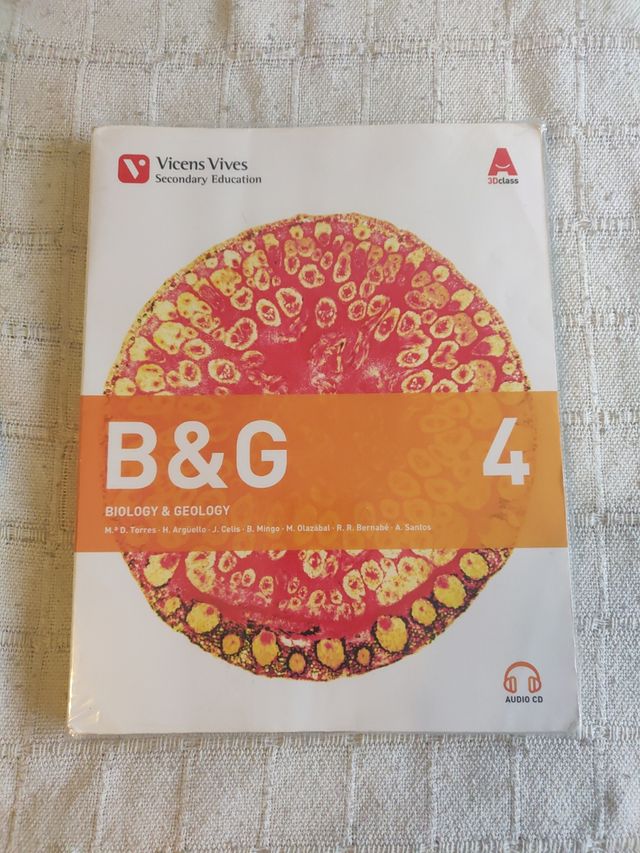 Vicens Vives
Secondary Education
A
3Dclass
B&G
4
BIOLOGY & GEOLOGY
M.ª D. Torres · H. Argüello · J. Celis · B. Mingo · M. Olazábal · R. R. Bernabé · A. Santos
AUDIO CD